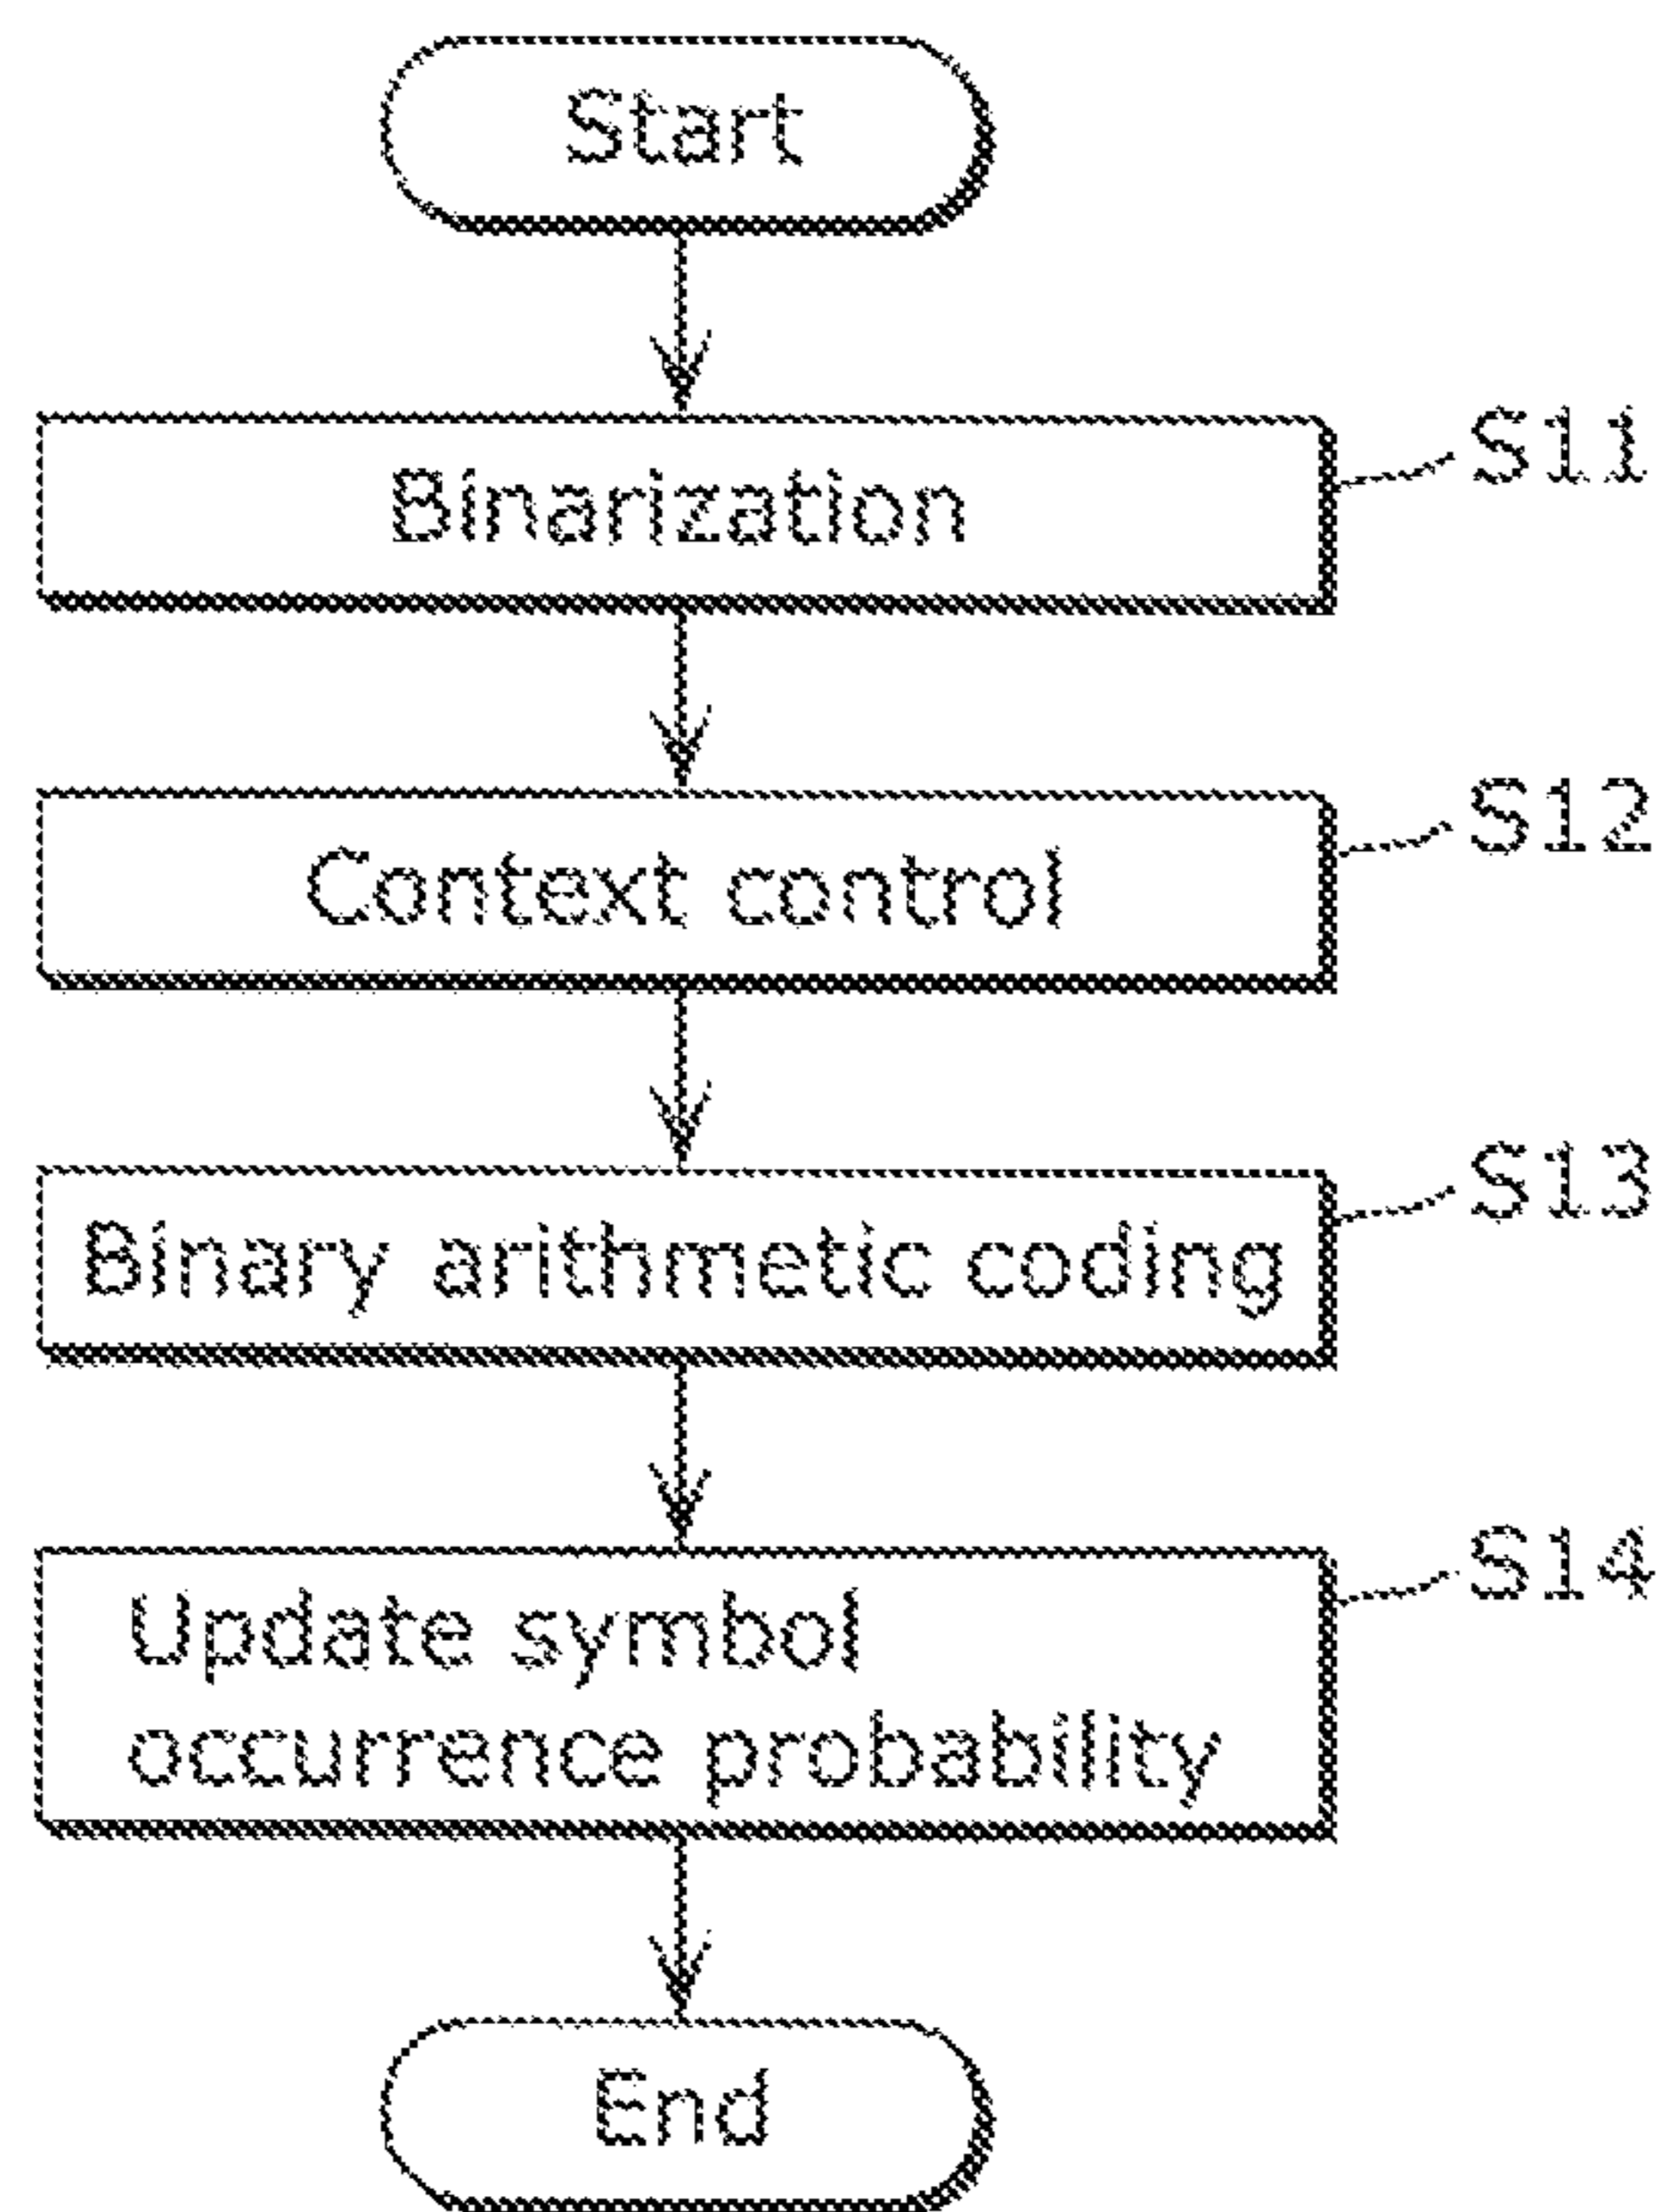 Start
Binarization
S11
Context control
S12
Binary arithmetic coding
S13
Update symbol
occurrence probability
S14
End